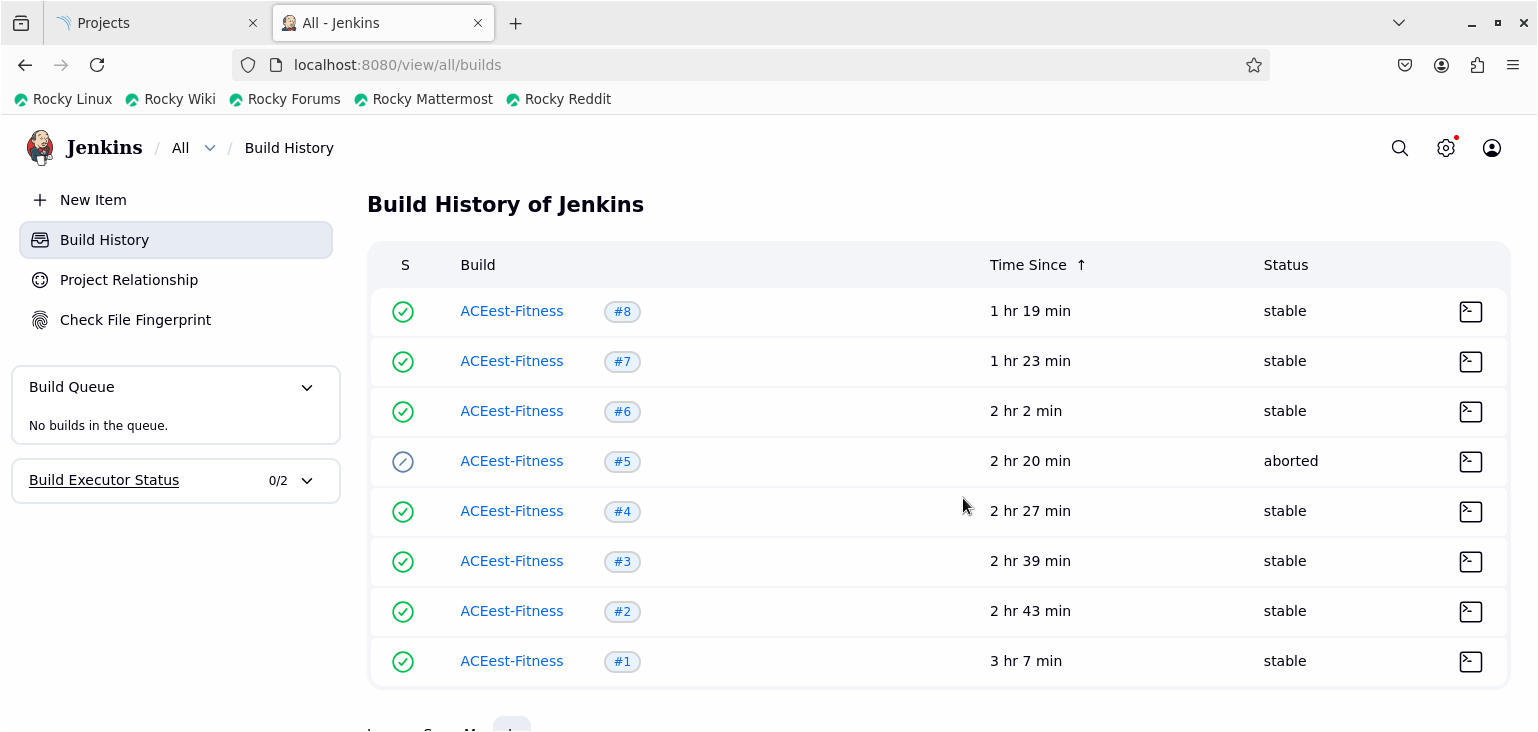 Projects
All - Jenkins
localhost:8080/view/all/builds
Rocky Linux Rocky Wiki Rocky Forums Rocky Mattermost Rocky Reddit
Jenkins / All / Build History
New Item
Build History
Project Relationship
Check File Fingerprint
Build Queue
No builds in the queue.
Build Executor Status 0/2
Build History of Jenkins
S Build Time Since ↑ Status
ACEest-Fitness #8 1 hr 19 min stable
ACEest-Fitness #7 1 hr 23 min stable
ACEest-Fitness #6 2 hr 2 min stable
ACEest-Fitness #5 2 hr 20 min aborted
ACEest-Fitness #4 2 hr 27 min stable
ACEest-Fitness #3 2 hr 39 min stable
ACEest-Fitness #2 2 hr 43 min stable
ACEest-Fitness #1 3 hr 7 min stable